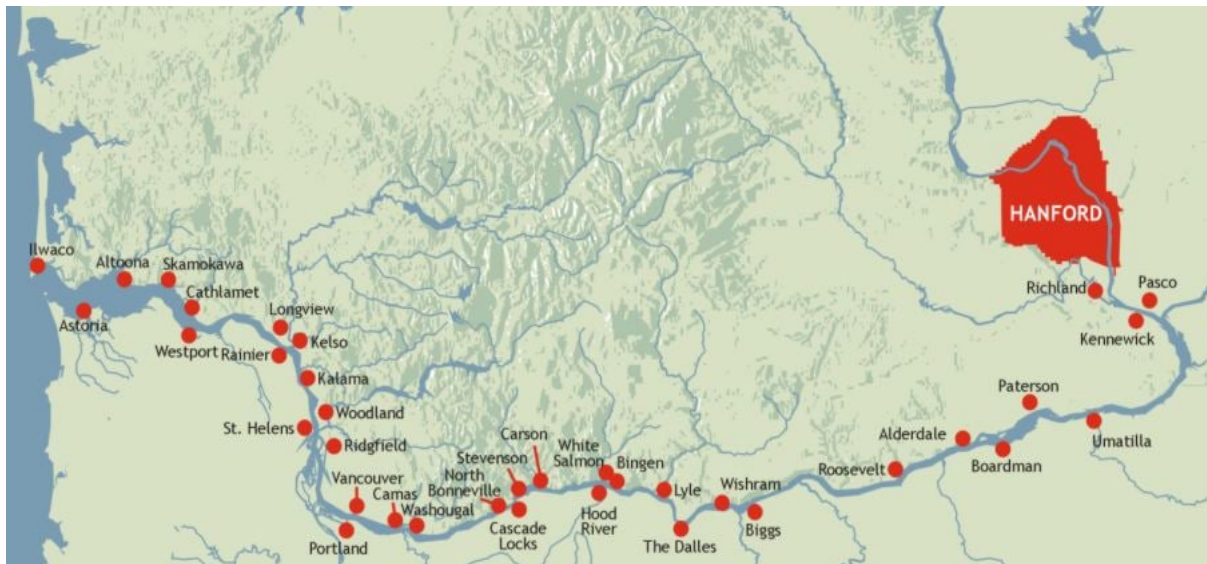 HANFORD
Ilwaco
Altoona
Skamokawa
Cathlamet
Astoria
Westport
Longview
Rainier
Kelso
Kalama
Woodland
St. Helens
Ridgfield
Vancouver
Camas
Washougal
Portland
North
Bonneville
Stevenson
Carson
Cascade
Locks
White
Salmon
Bingen
Hood
River
Lyle
The Dalles
Wishram
Biggs
Roosevelt
Alderdale
Boardman
Paterson
Umatilla
Richland
Pasco
Kennewick